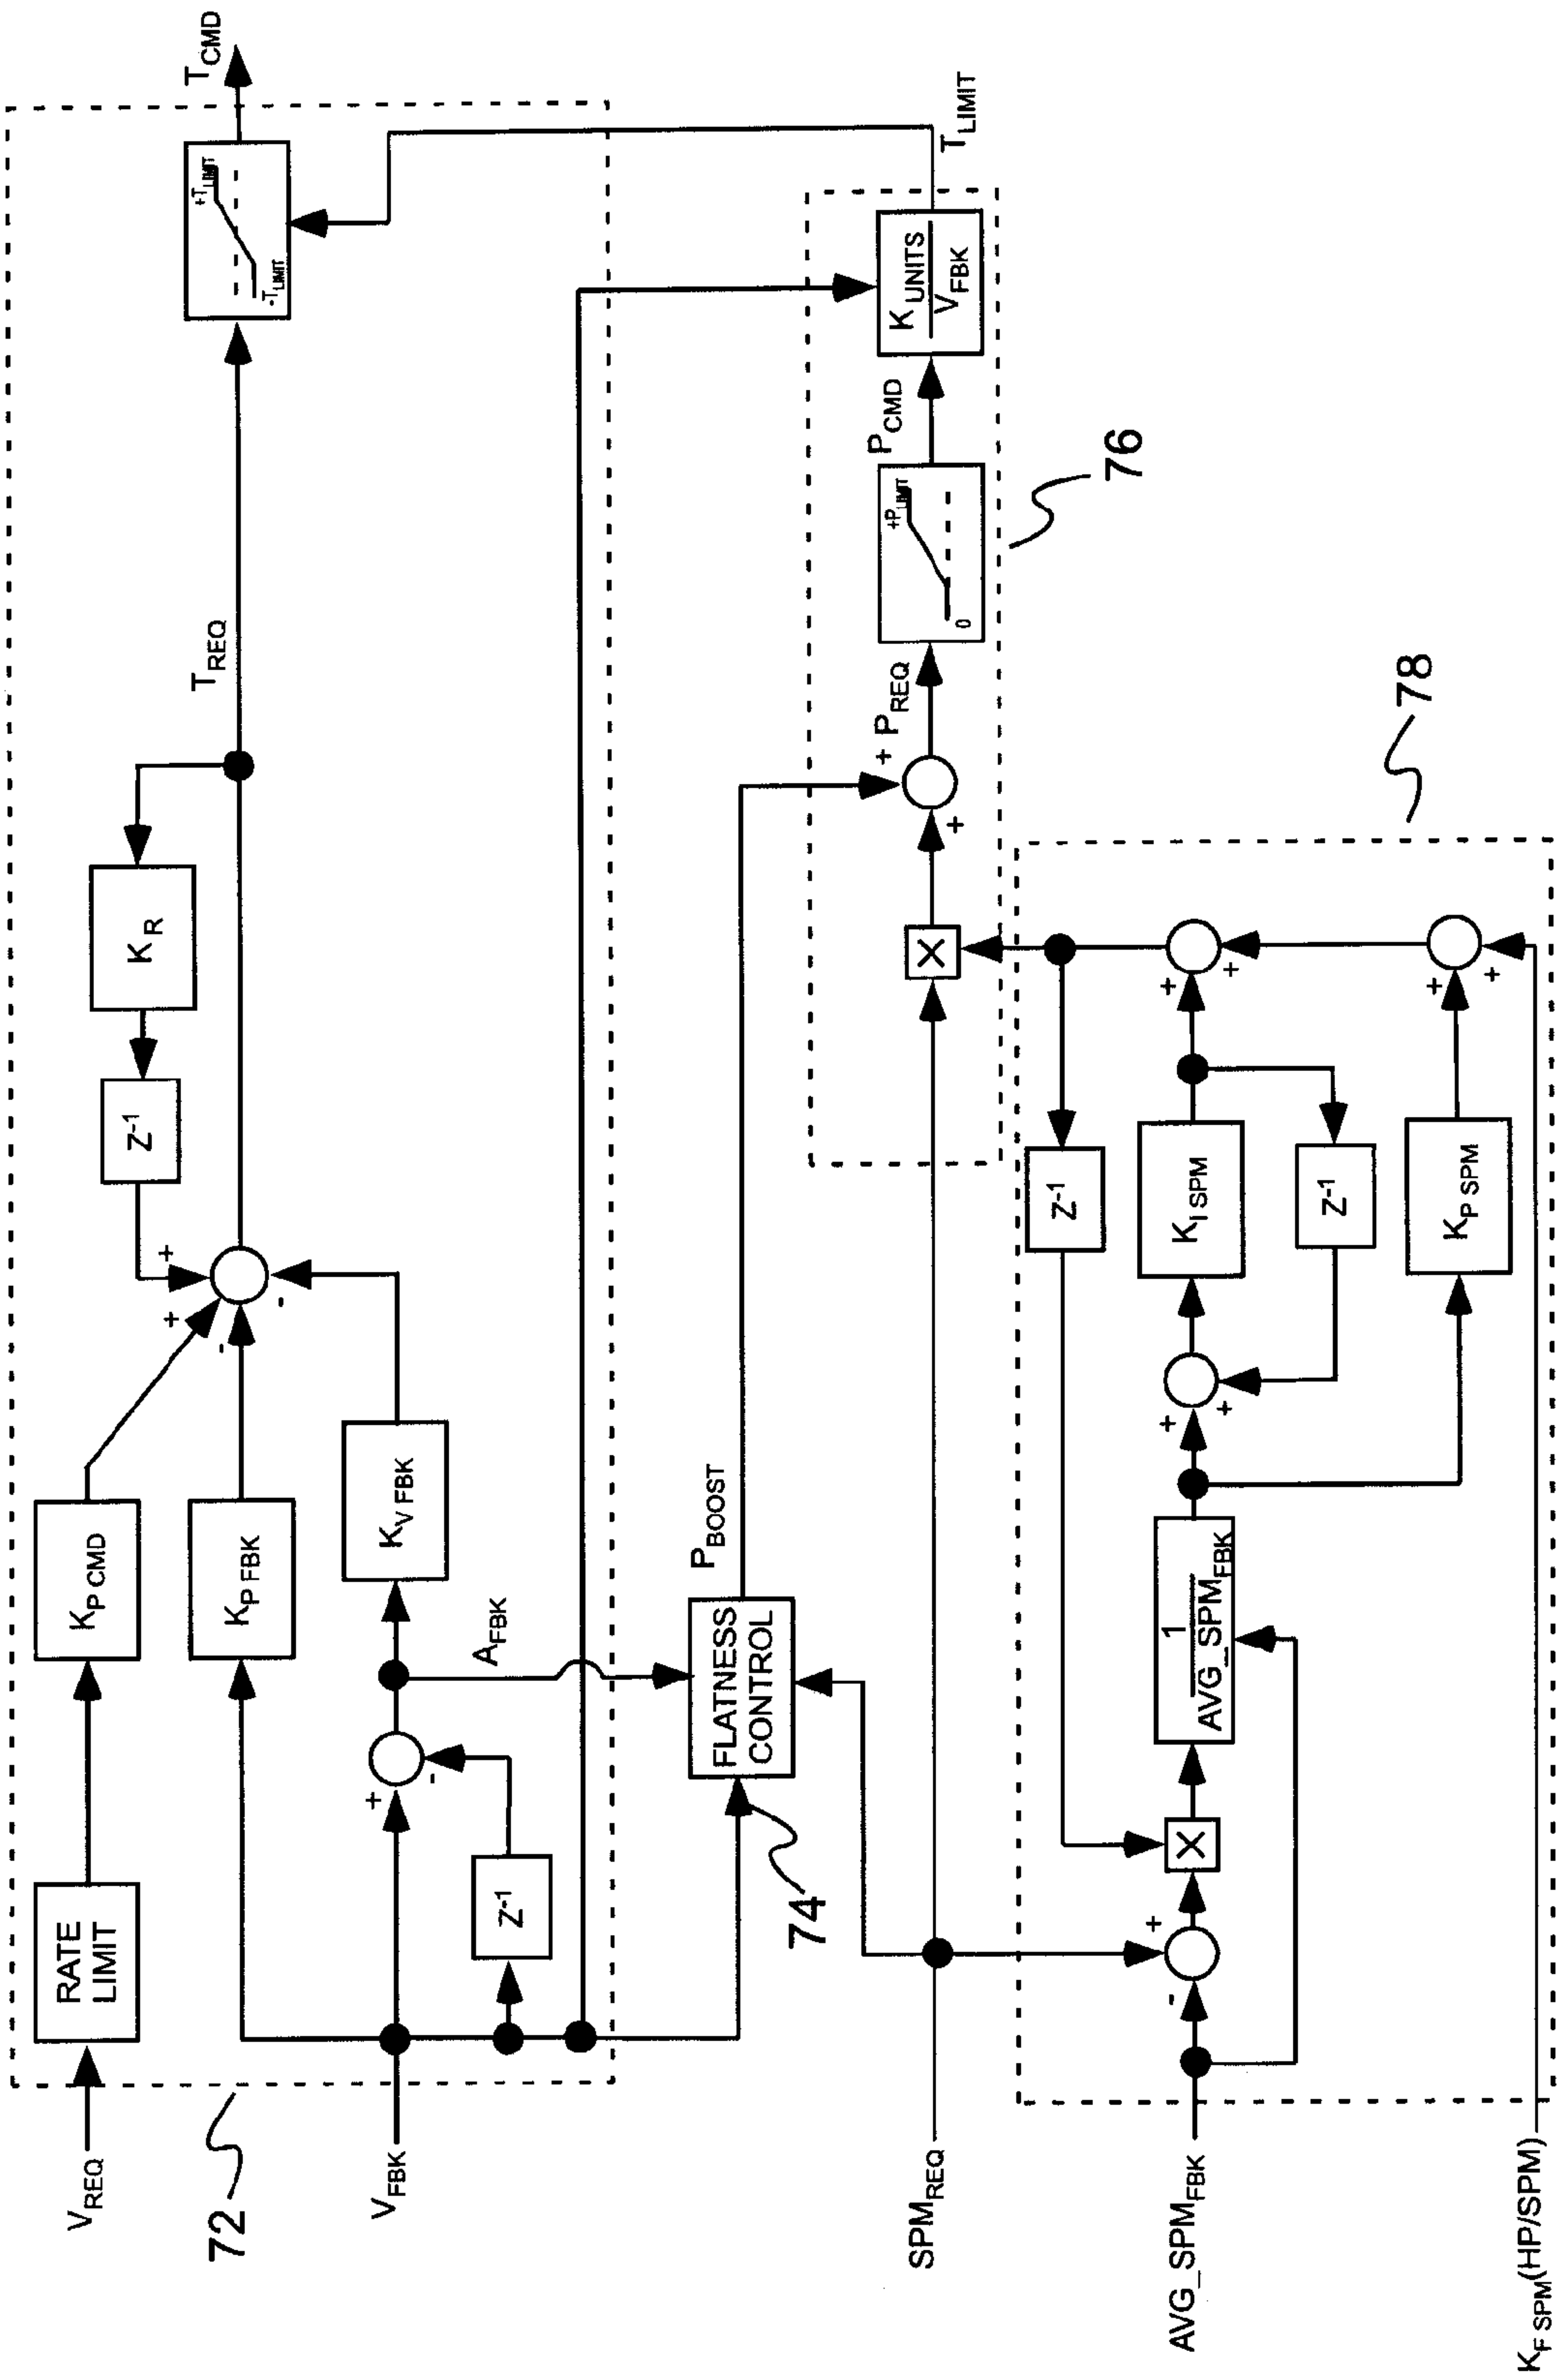 V_REQ
RATE
LIMIT
K_P CMD
Z⁻¹
K_R
T_REQ
+T_LIMIT
-T_LIMIT
T_CMD
72
K_P FBK
+
+
-
-
V_FBK
+
-
Z⁻¹
A_FBK
K_V FBK
74
FLATNESS
CONTROL
P_BOOST
SPM_REQ
X
+
+
P_REQ
+P_LIMIT
0
P_CMD
K UNITS
V_FBK
T_LIMIT
76
78
AVG_SPM_FBK
-
+
X
1
AVG_SPM_FBK
+
+
K_I SPM
Z⁻¹
Z⁻¹
+
+
K_P SPM
+
+
K_F SPM(HP/SPM)